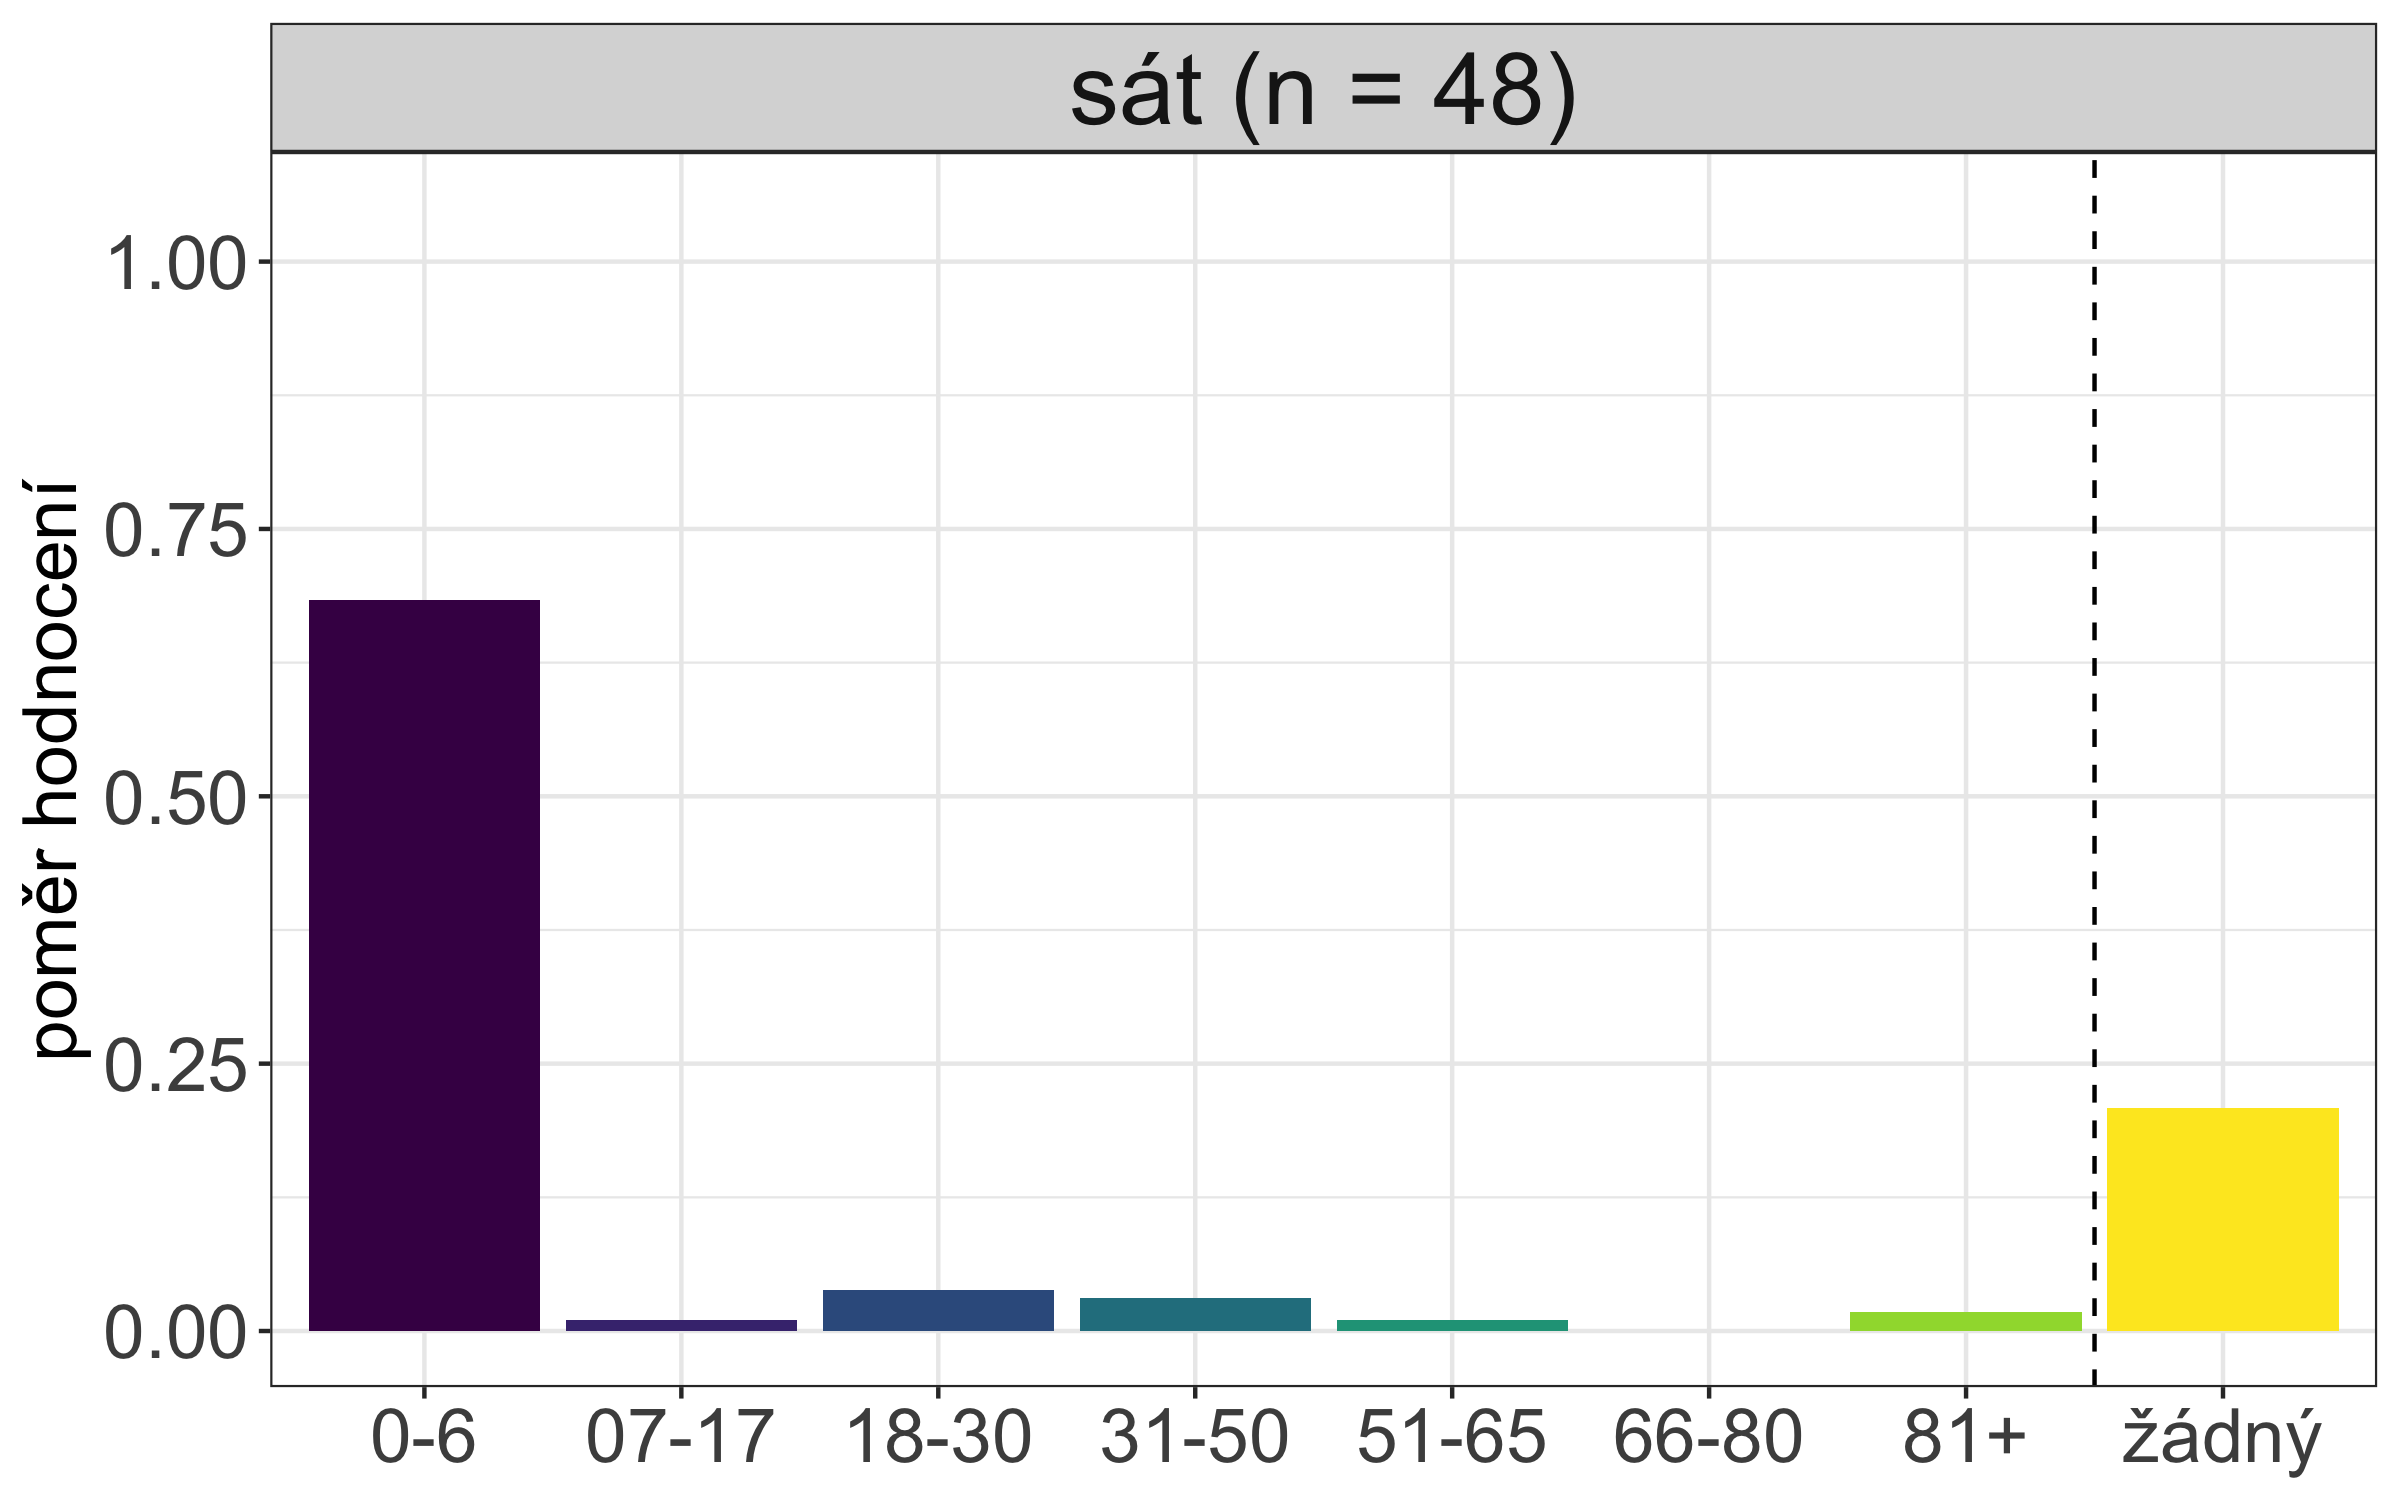 sát (n = 48)
poměr hodnocení
1.00
0.75
0.50
0.25
0.00
0-6 07-17 18-30 31-50 51-65 66-80 81+ žádný